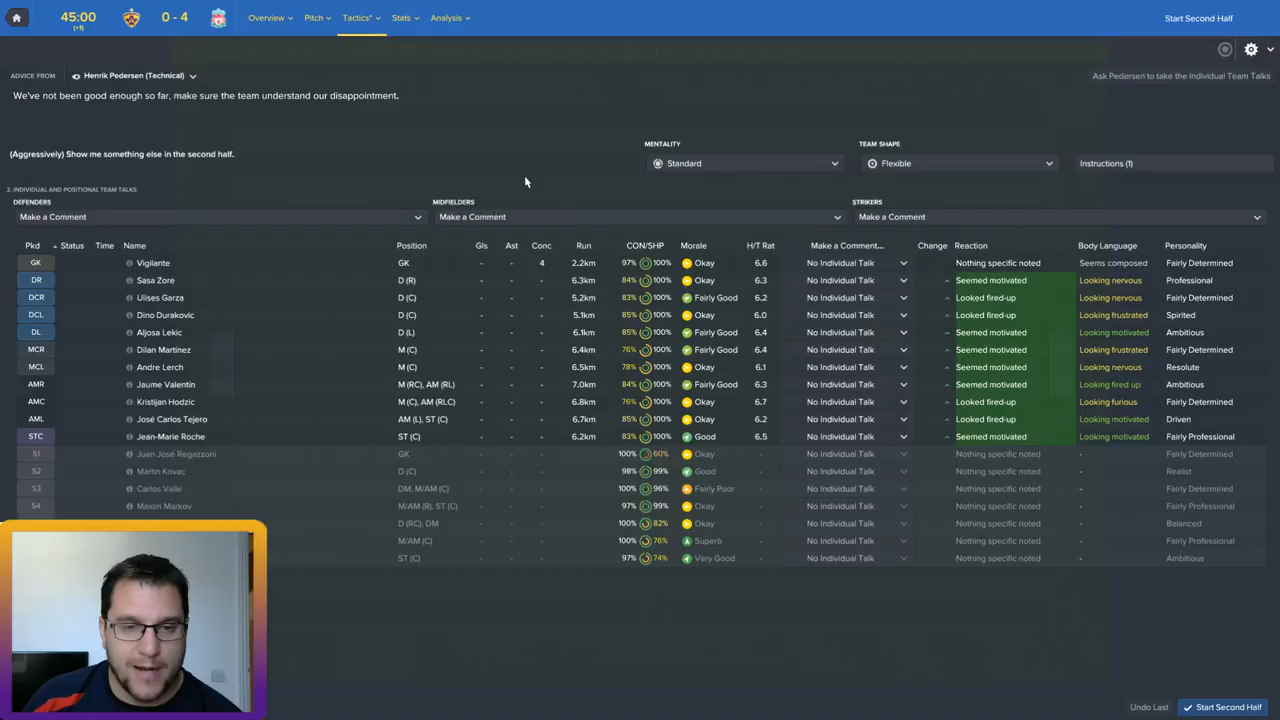 45:00 (+1) 0 - 4 Overview Pitch Tactics* Stats Analysis Start Second Half
ADVICE FROM Henrik Pedersen (Technical) Ask Pedersen to take the Individual Team Talks
We've not been good enough so far, make sure the team understand our disappointment.
MENTALITY TEAM SHAPE
(Aggressively) Show me something else in the second half.
Standard Flexible Instructions (1)
2. INDIVIDUAL AND POSITIONAL TEAM TALKS
DEFENDERS MIDFIELDERS STRIKERS
Make a Comment Make a Comment Make a Comment
Pkd Status Time Name Position Gls Ast Conc Run CON/SHP Morale H/T Rat Make a Comment... Change Reaction Body Language Personality
GK Vigilante GK - - 4 2.2km 97% 100% Okay 6.6 No Individual Talk Nothing specific noted Seems composed Fairly Determined
DR Sasa Zore D (R) - - - 6.3km 84% 100% Okay 6.3 No Individual Talk Seemed motivated Looking nervous Professional
DCR Ulises Garza D (C) - - - 5.2km 83% 100% Fairly Good 6.2 No Individual Talk Looked fired-up Looking nervous Fairly Determined
DCL Dino Durakovic D (C) - - - 5.1km 85% 100% Okay 6.0 No Individual Talk Looked fired-up Looking frustrated Spirited
DL Aljosa Lekic D (L) - - - 6.1km 85% 100% Fairly Good 6.4 No Individual Talk Seemed motivated Looking motivated Ambitious
MCR Dilan Martinez M (C) - - - 6.4km 76% 100% Fairly Good 6.4 No Individual Talk Seemed motivated Looking frustrated Fairly Determined
MCL Andre Lerch M (C) - - - 6.5km 78% 100% Okay 6.1 No Individual Talk Seemed motivated Looking nervous Resolute
AMR Jaume Valentín M (RC), AM (RL) - - - 7.0km 84% 100% Fairly Good 6.3 No Individual Talk Seemed motivated Looking fired up Ambitious
AMC Kristijan Hodzic M (C), AM (RLC) - - - 6.8km 76% 100% Okay 6.7 No Individual Talk Looked fired-up Looking furious Fairly Determined
AML José Carlos Tejero AM (L), ST (C) - - - 6.7km 85% 100% Okay 6.2 No Individual Talk Looked fired-up Looking motivated Driven
STC Jean-Marie Roche ST (C) - - - 6.2km 83% 100% Good 6.5 No Individual Talk Seemed motivated Looking motivated Fairly Professional
S1 Juan José Regazzoni GK - - - - 100% 60% Okay - No Individual Talk Nothing specific noted - Fairly Determined
S2 Martin Kovac D (C) - - - - 98% 99% Good - No Individual Talk Nothing specific noted - Realist
S3 Carlos Valle DM, M/AM (C) - - - - 100% 96% Fairly Poor - No Individual Talk Nothing specific noted - Fairly Determined
S4 Maxim Markov M/AM (R), ST (C) - - - - 97% 99% Okay - No Individual Talk Nothing specific noted - Fairly Professional
D (RC), DM - - - - 100% 82% Okay - No Individual Talk Nothing specific noted - Balanced
M/AM (C) - - - - 100% 76% Superb - No Individual Talk Nothing specific noted - Fairly Professional
ST (C) - - - - 97% 74% Very Good - No Individual Talk Nothing specific noted - Ambitious
Undo Last Start Second Half